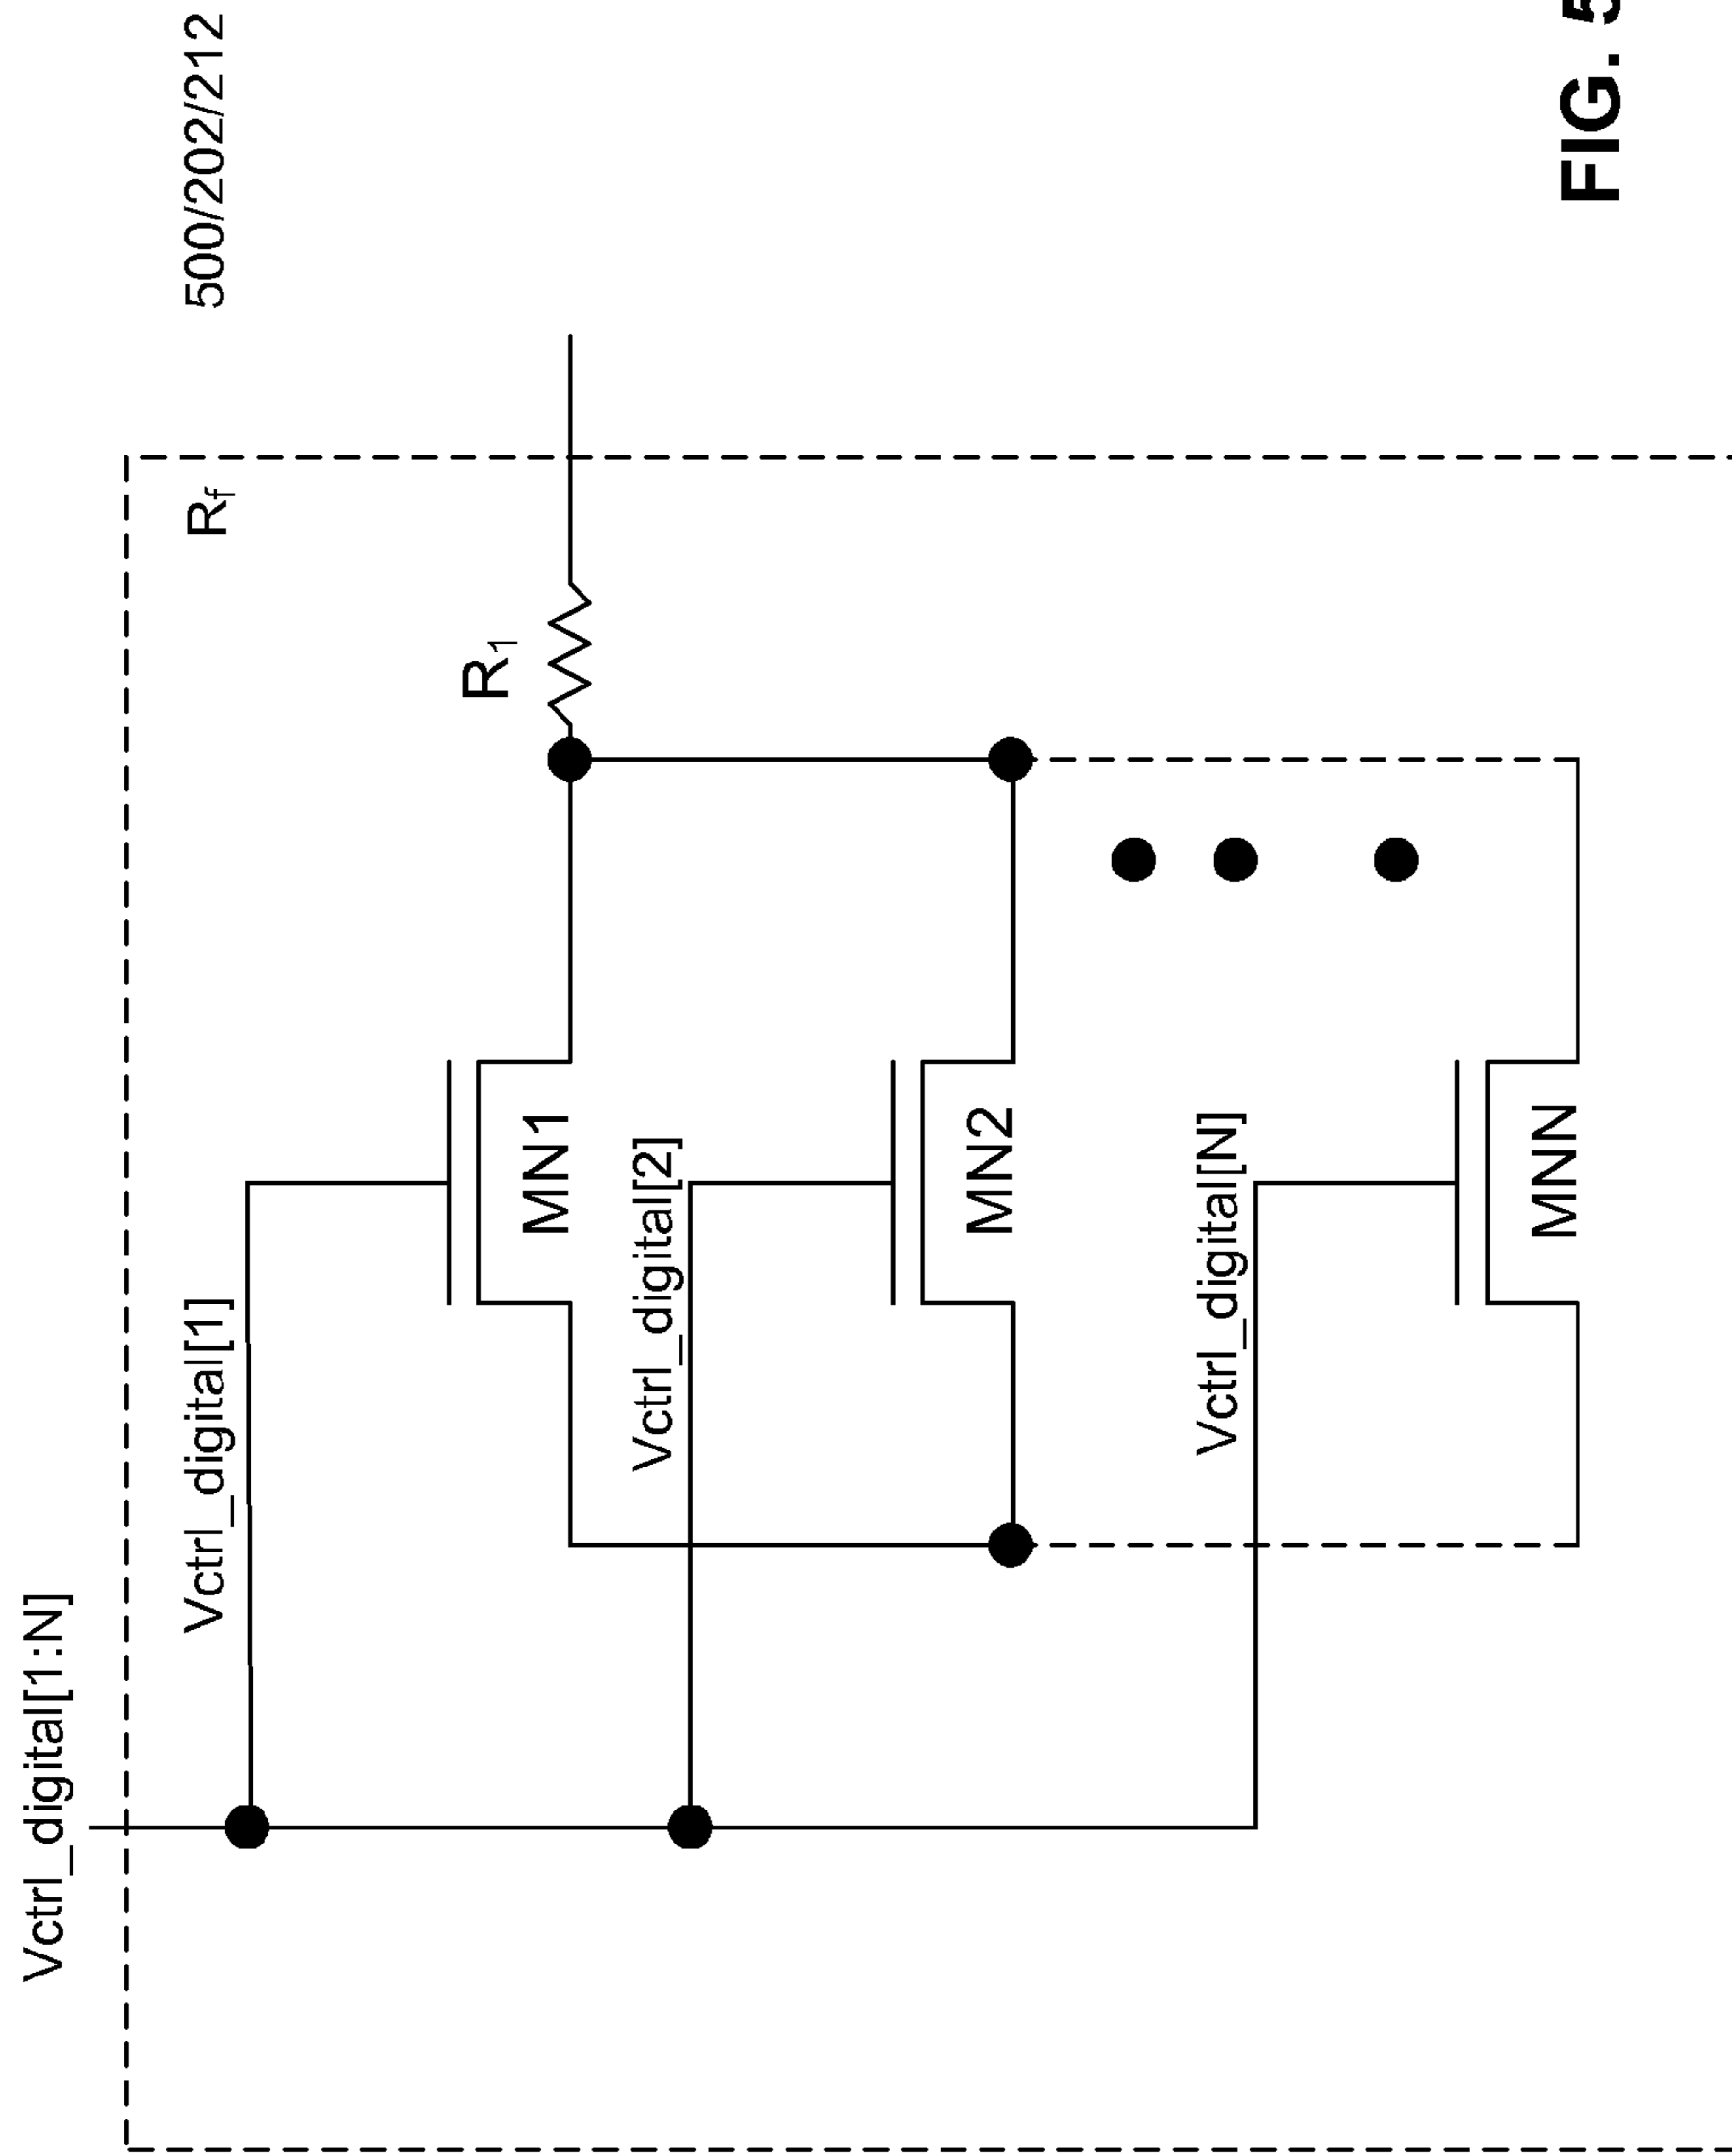 Vctrl_digital[1:N]
Vctrl_digital[1]
Rf
500/202/212
R1
MN1
Vctrl_digital[2]
MN2
Vctrl_digital[N]
MNN
FIG. 5